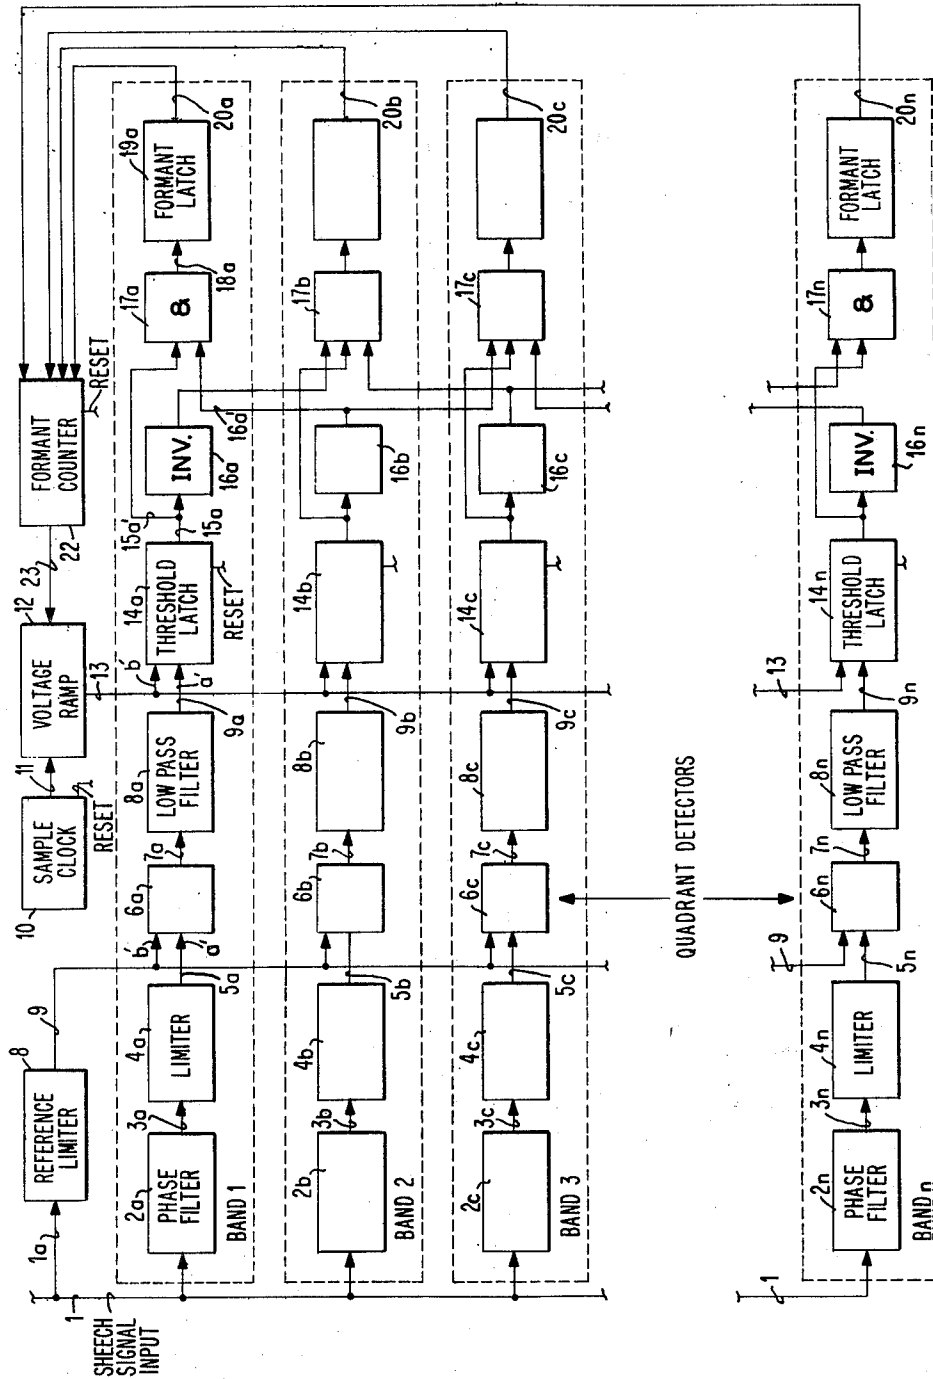 SHEECH
SIGNAL
INPUT
1
1a
8
REFERENCE
LIMITER
9
10
SAMPLE
CLOCK
RESET
11
12
VOLTAGE
RAMP
13
23
22
FORMANT
COUNTER
RESET
BAND 1
2a
PHASE
FILTER
3a
4a
LIMITER
5a
b'
a'
6a
7a
8a
LOW PASS
FILTER
9a
b'
a'
14a
THRESHOLD
LATCH
RESET
15a'
15a
INV.
16a
16a'
17a
&
18a
19a
FORMANT
LATCH
20a
BAND 2
2b
3b
4b
5b
6b
7b
8b
9b
14b
16b
17b
20b
BAND 3
2c
3c
4c
5c
6c
7c
8c
9c
14c
16c
17c
20c
QUADRANT DETECTORS
1
9
13
BAND n
2n
PHASE
FILTER
3n
4n
LIMITER
5n
6n
7n
8n
LOW PASS
FILTER
9n
14n
THRESHOLD
LATCH
INV.
16n
17n
&
FORMANT
LATCH
20n